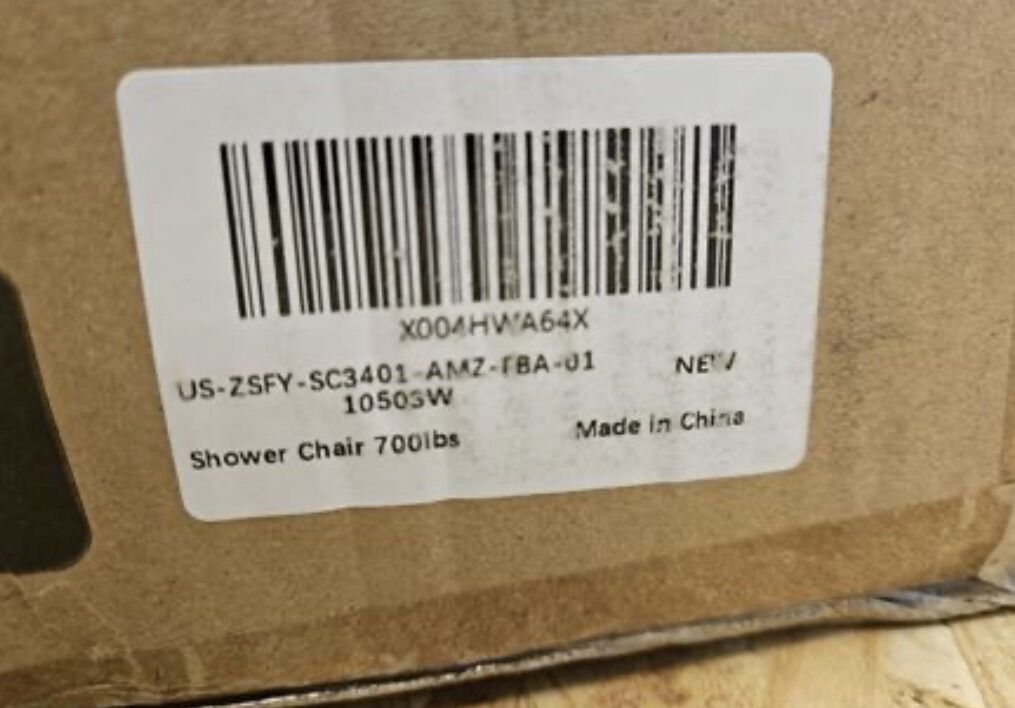 X004HWA64X
US-ZSFY-SC3401-AMZ-FBA-01 NEW
10503W
Shower Chair 700lbs Made in China